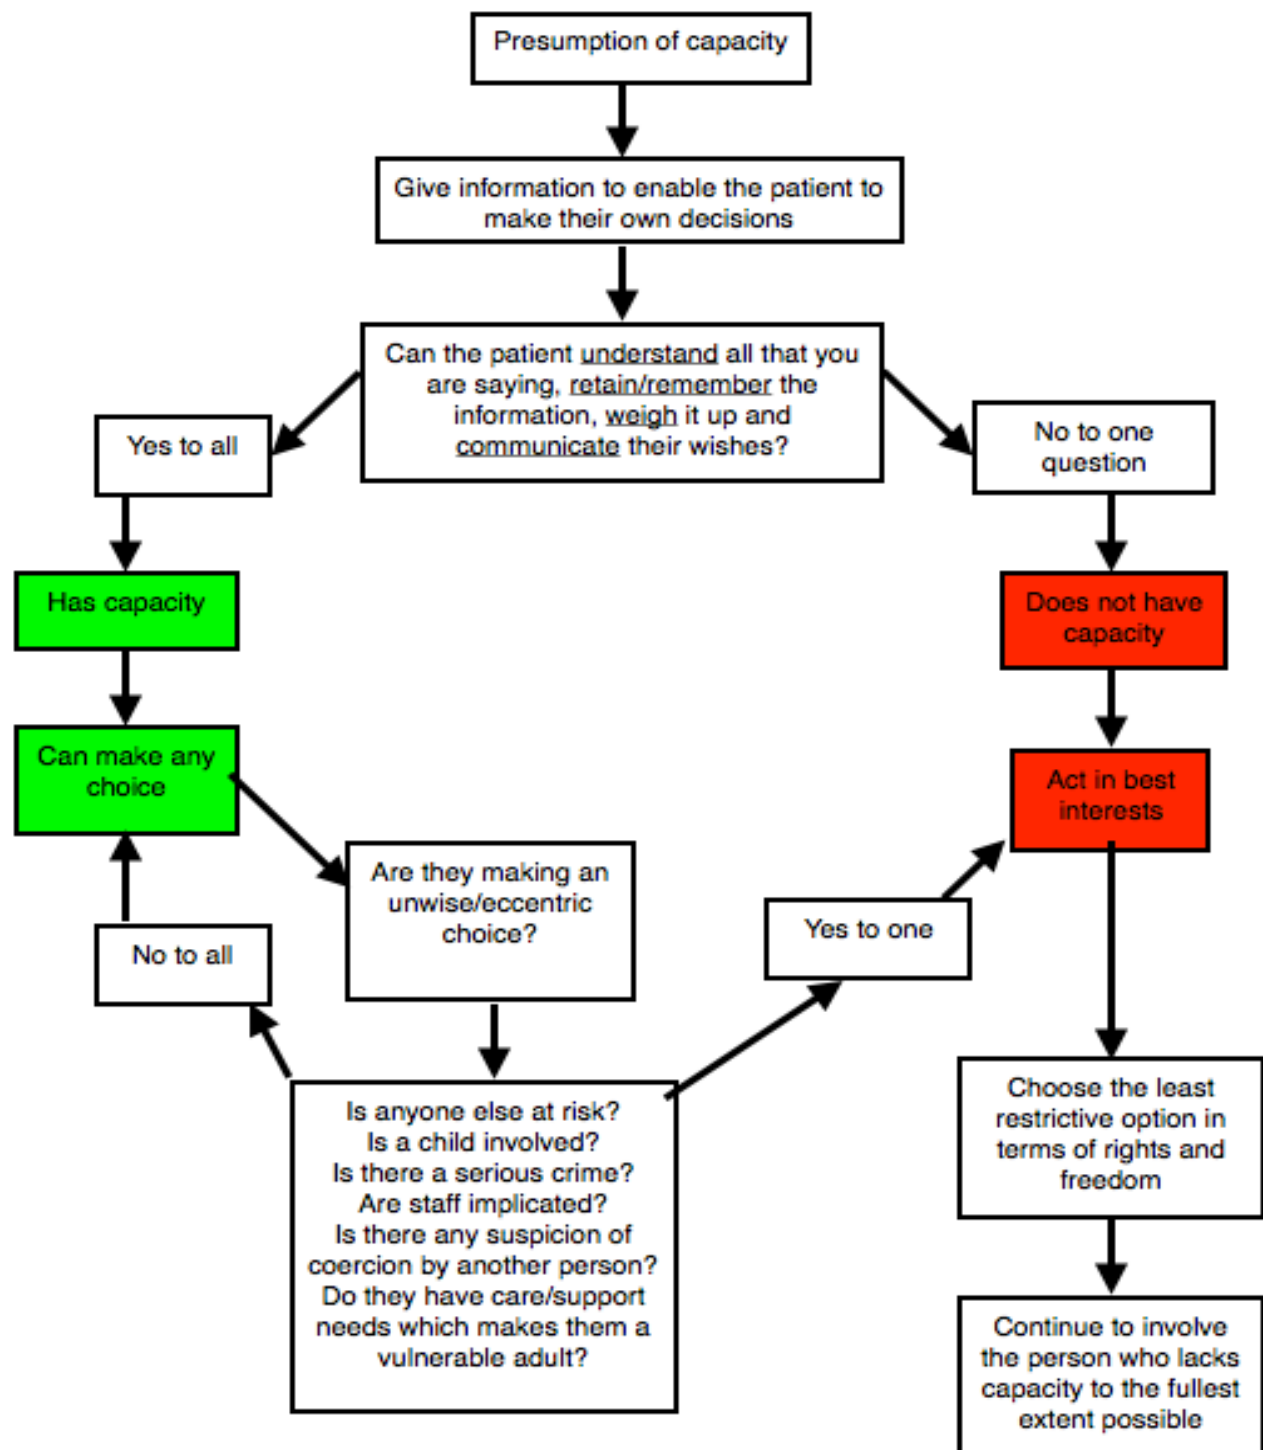 Presumption of capacity
Give information to enable the patient to
make their own decisions
Can the patient understand all that you
are saying, retain/remember the
information, weigh it up and
communicate their wishes?
Yes to all
No to one
question
Has capacity
Does not have
capacity
Can make any
choice
Act in best
interests
Are they making an
unwise/eccentric
choice?
Yes to one
No to all
Is anyone else at risk?
Is a child involved?
Is there a serious crime?
Are staff implicated?
Is there any suspicion of
coercion by another person?
Do they have care/support
needs which makes them a
vulnerable adult?
Choose the least
restrictive option in
terms of rights and
freedom
Continue to involve
the person who lacks
capacity to the fullest
extent possible